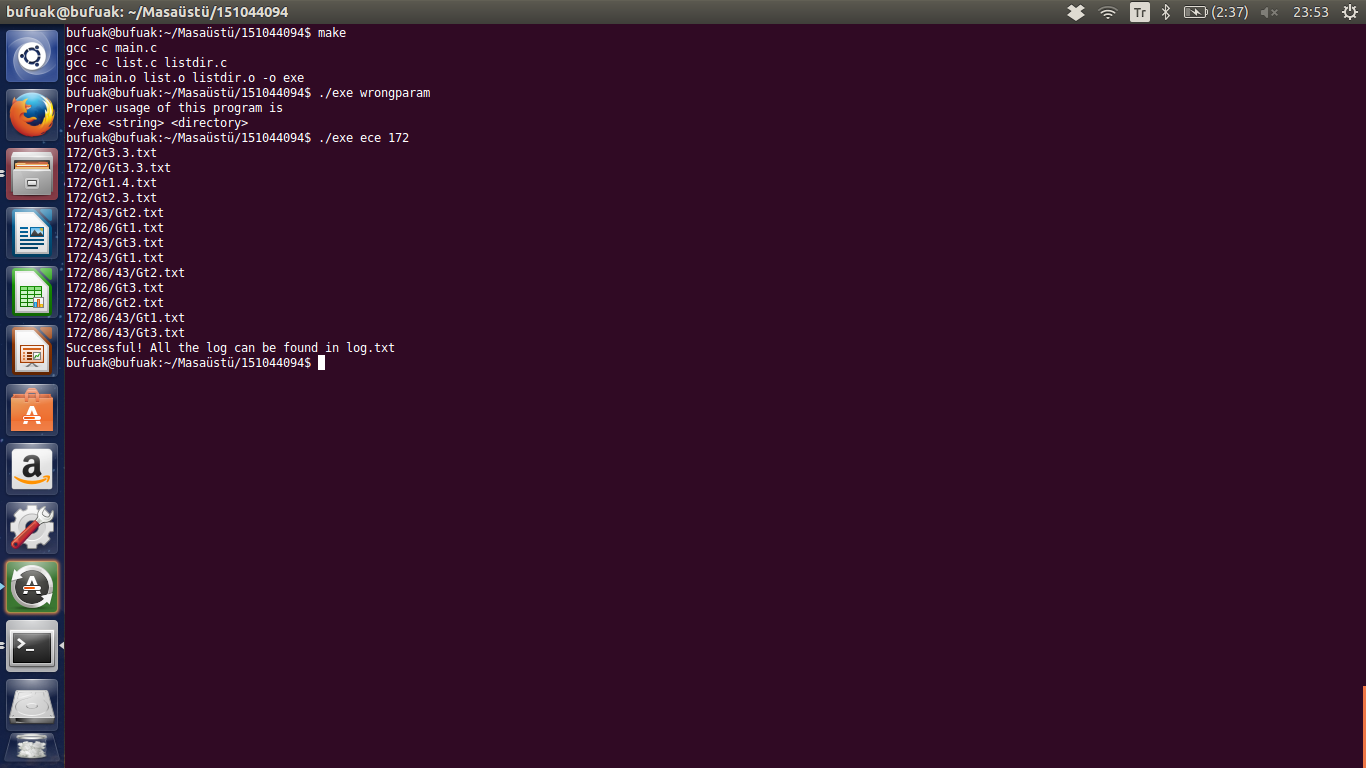 bufuak@bufuak: ~/Masaüstü/151044094
Tr
(2:37)
23:53
bufuak@bufuak:~/Masaüstü/151044094$ make
gcc -c main.c
gcc -c list.c listdir.c
gcc main.o list.o listdir.o -o exe
bufuak@bufuak:~/Masaüstü/151044094$ ./exe wrongparam
Proper usage of this program is
./exe <string> <directory>
bufuak@bufuak:~/Masaüstü/151044094$ ./exe ece 172
172/Gt3.3.txt
172/0/Gt3.3.txt
172/Gt1.4.txt
172/Gt2.3.txt
172/43/Gt2.txt
172/86/Gt1.txt
172/43/Gt3.txt
172/43/Gt1.txt
172/86/43/Gt2.txt
172/86/Gt3.txt
172/86/Gt2.txt
172/86/43/Gt1.txt
172/86/43/Gt3.txt
Successful! All the log can be found in log.txt
bufuak@bufuak:~/Masaüstü/151044094$